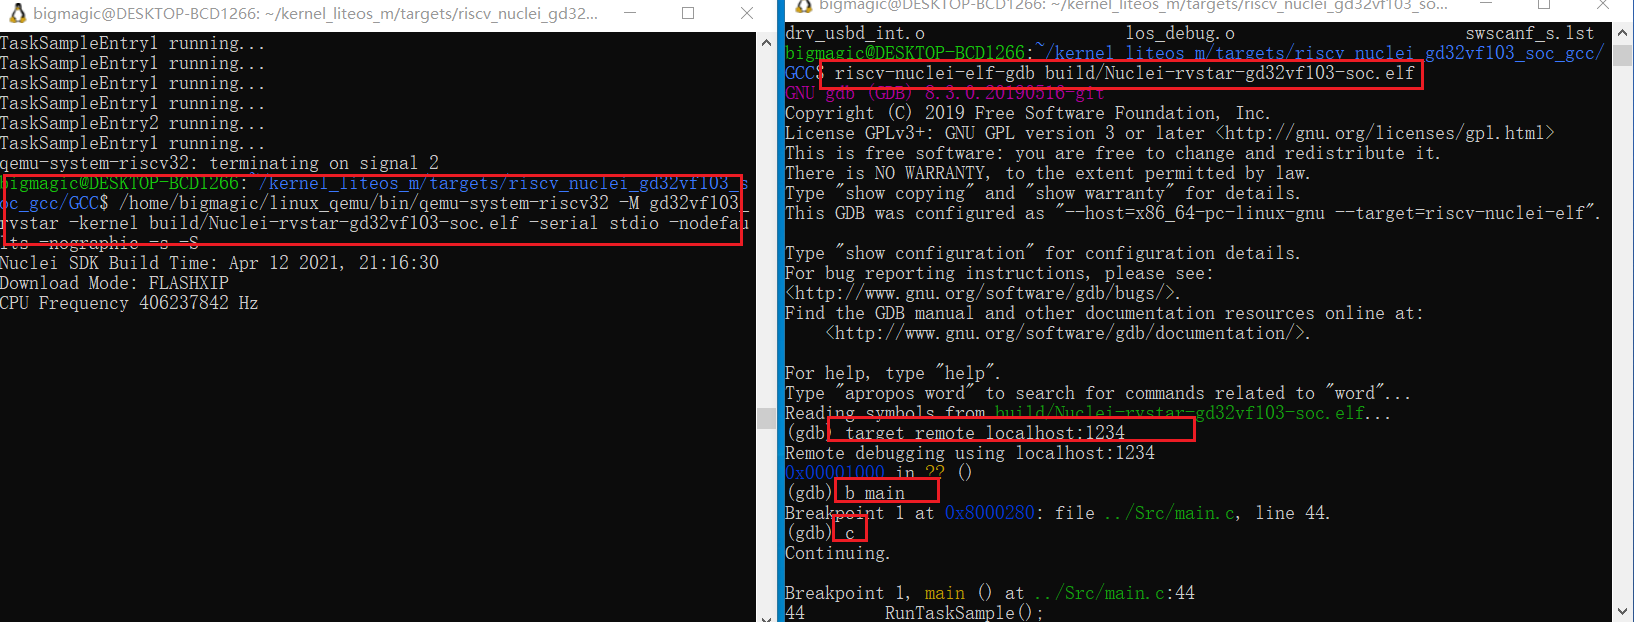 bigmagic@DESKTOP-BCD1266: ~/kernel_liteos_m/targets/riscv_nuclei_gd32...
TaskSampleEntry1 running...
TaskSampleEntry1 running...
TaskSampleEntry1 running...
TaskSampleEntry1 running...
TaskSampleEntry2 running...
TaskSampleEntry1 running...
qemu-system-riscv32: terminating on signal 2
bigmagic@DESKTOP-BCD1266:~/kernel_liteos_m/targets/riscv_nuclei_gd32vf103_s
oc_gcc/GCC$ /home/bigmagic/linux_qemu/bin/qemu-system-riscv32 -M gd32vf103_
rvstar -kernel build/Nuclei-rvstar-gd32vf103-soc.elf -serial stdio -nodefau
lts -nographic -s -S
Nuclei SDK Build Time: Apr 12 2021, 21:16:30
Download Mode: FLASHXIP
CPU Frequency 406237842 Hz
bigmagic@DESKTOP-BCD1266: ~/kernel_liteos_m/targets/riscv_nuclei_gd32vf103_so...
drv_usbd_int.o los_debug.o swscanf_s.lst
bigmagic@DESKTOP-BCD1266:~/kernel_liteos_m/targets/riscv_nuclei_gd32vf103_soc_gcc/
GCC$ riscv-nuclei-elf-gdb build/Nuclei-rvstar-gd32vf103-soc.elf
GNU gdb (GDB) 8.3.0.20190516-git
Copyright (C) 2019 Free Software Foundation, Inc.
License GPLv3+: GNU GPL version 3 or later <http://gnu.org/licenses/gpl.html>
This is free software: you are free to change and redistribute it.
There is NO WARRANTY, to the extent permitted by law.
Type "show copying" and "show warranty" for details.
This GDB was configured as "--host=x86_64-pc-linux-gnu --target=riscv-nuclei-elf".
Type "show configuration" for configuration details.
For bug reporting instructions, please see:
<http://www.gnu.org/software/gdb/bugs/>.
Find the GDB manual and other documentation resources online at:
<http://www.gnu.org/software/gdb/documentation/>.
For help, type "help".
Type "apropos word" to search for commands related to "word"...
Reading symbols from build/Nuclei-rvstar-gd32vf103-soc.elf...
(gdb) target remote localhost:1234
Remote debugging using localhost:1234
0x00001000 in ?? ()
(gdb) b main
Breakpoint 1 at 0x8000280: file ../Src/main.c, line 44.
(gdb) c
Continuing.
Breakpoint 1, main () at ../Src/main.c:44
44 RunTaskSample();